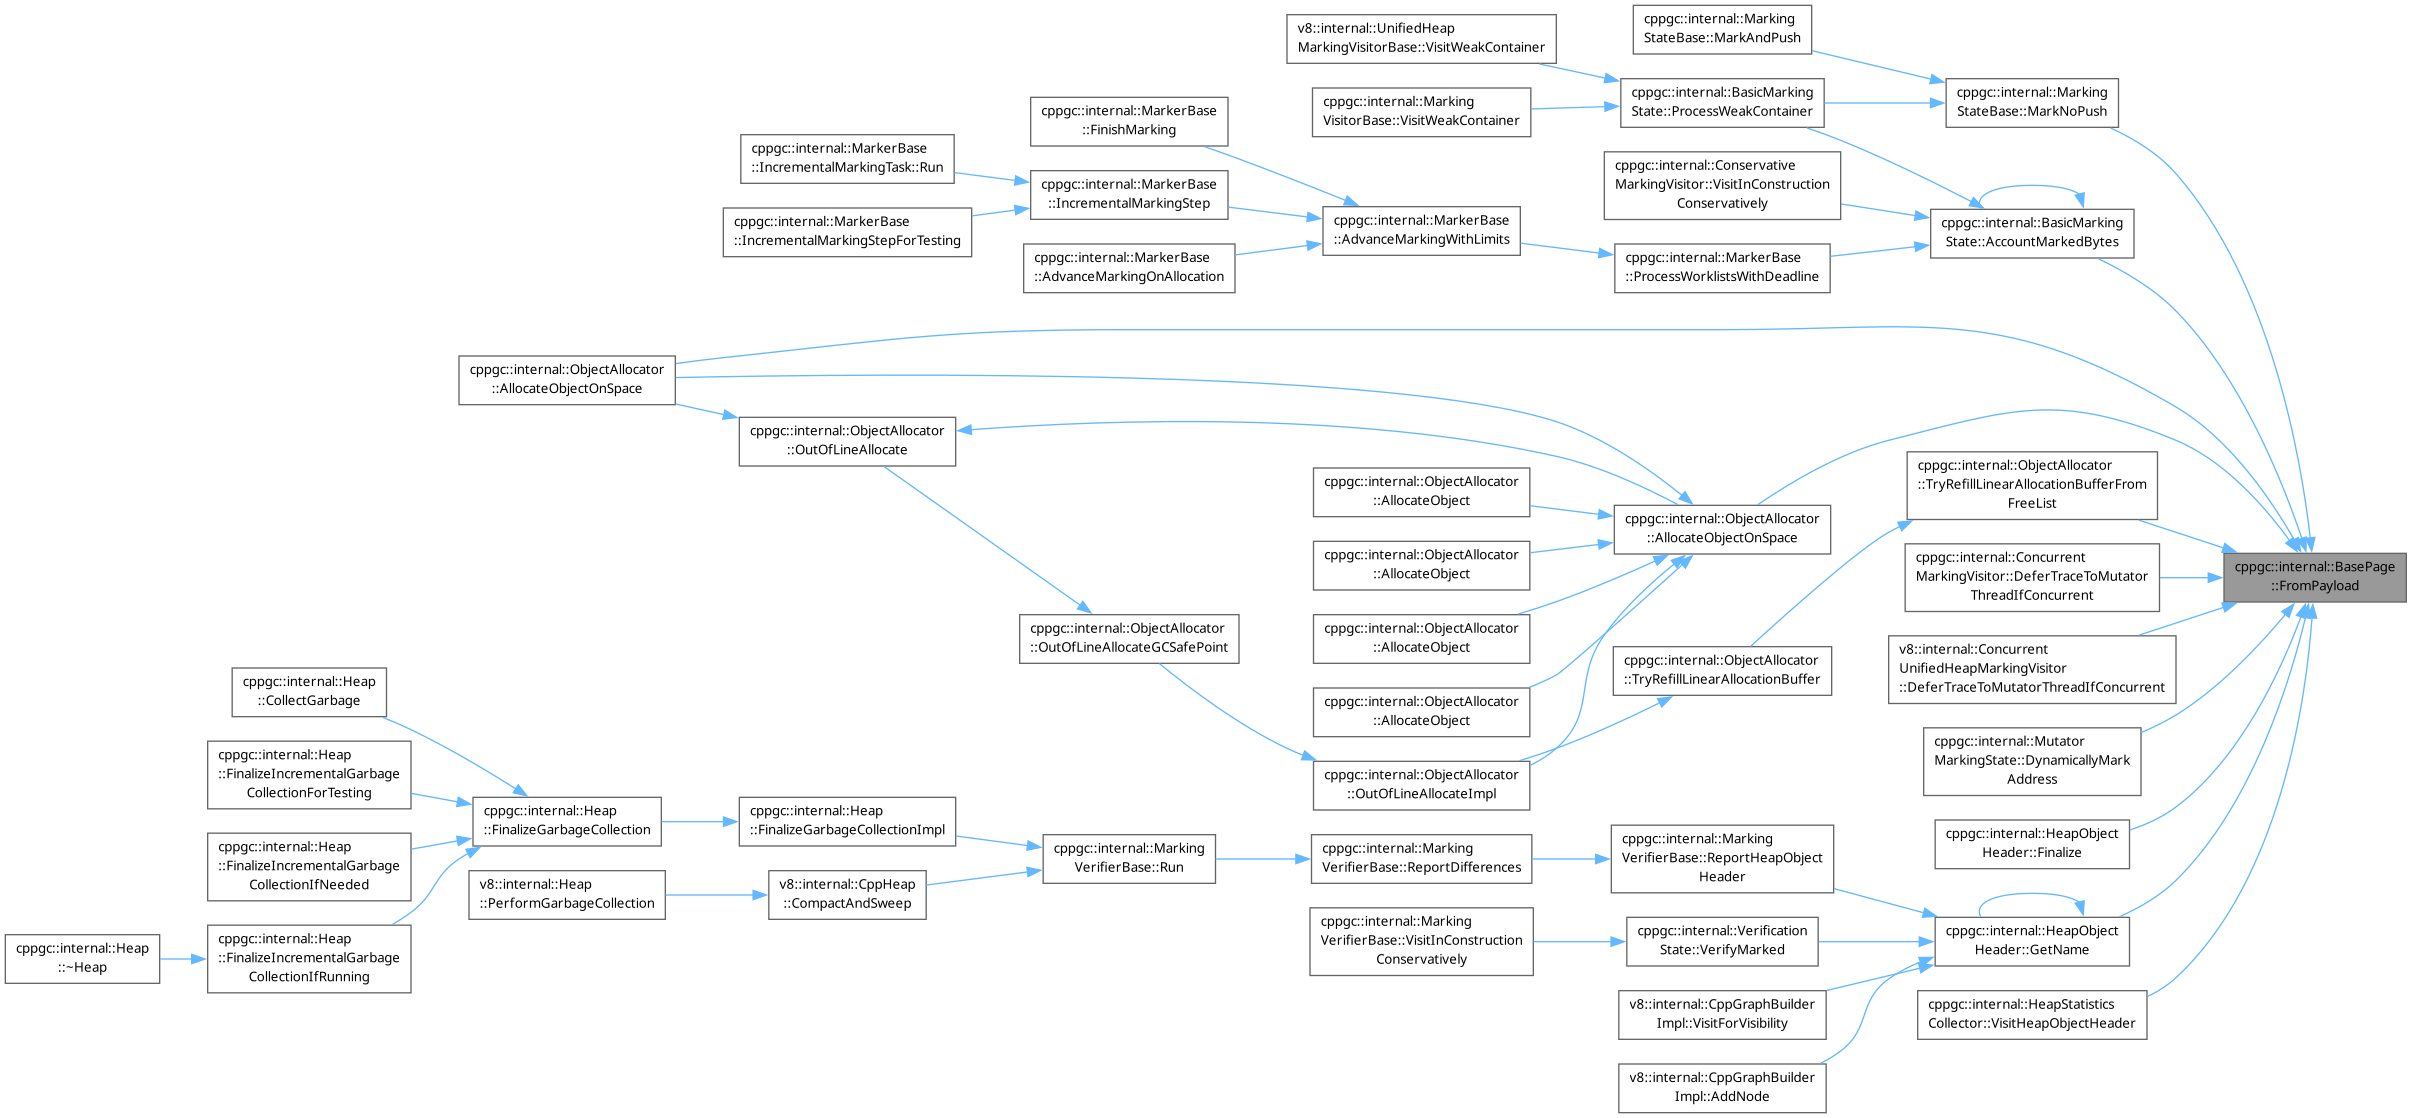 v8::internal::UnifiedHeap
MarkingVisitorBase::VisitWeakContainer
cppgc::internal::Marking
StateBase::MarkAndPush
cppgc::internal::Marking
VisitorBase::VisitWeakContainer
cppgc::internal::BasicMarking
State::ProcessWeakContainer
cppgc::internal::Marking
StateBase::MarkNoPush
cppgc::internal::MarkerBase
::FinishMarking
cppgc::internal::MarkerBase
::IncrementalMarkingTask::Run
cppgc::internal::MarkerBase
::IncrementalMarkingStep
cppgc::internal::MarkerBase
::IncrementalMarkingStepForTesting
cppgc::internal::MarkerBase
::AdvanceMarkingOnAllocation
cppgc::internal::MarkerBase
::AdvanceMarkingWithLimits
cppgc::internal::Conservative
MarkingVisitor::VisitInConstruction
Conservatively
cppgc::internal::MarkerBase
::ProcessWorklistsWithDeadline
cppgc::internal::BasicMarking
State::AccountMarkedBytes
cppgc::internal::ObjectAllocator
::AllocateObjectOnSpace
cppgc::internal::ObjectAllocator
::OutOfLineAllocate
cppgc::internal::ObjectAllocator
::AllocateObject
cppgc::internal::ObjectAllocator
::AllocateObject
cppgc::internal::ObjectAllocator
::AllocateObject
cppgc::internal::ObjectAllocator
::AllocateObject
cppgc::internal::ObjectAllocator
::AllocateObjectOnSpace
cppgc::internal::ObjectAllocator
::TryRefillLinearAllocationBufferFrom
FreeList
cppgc::internal::Concurrent
MarkingVisitor::DeferTraceToMutator
ThreadIfConcurrent
cppgc::internal::BasePage
::FromPayload
v8::internal::Concurrent
UnifiedHeapMarkingVisitor
::DeferTraceToMutatorThreadIfConcurrent
cppgc::internal::ObjectAllocator
::OutOfLineAllocateGCSafePoint
cppgc::internal::ObjectAllocator
::TryRefillLinearAllocationBuffer
cppgc::internal::ObjectAllocator
::OutOfLineAllocateImpl
cppgc::internal::Mutator
MarkingState::DynamicallyMark
Address
cppgc::internal::HeapObject
Header::Finalize
cppgc::internal::Heap
::CollectGarbage
cppgc::internal::Heap
::FinalizeIncrementalGarbage
CollectionForTesting
cppgc::internal::Heap
::FinalizeIncrementalGarbage
CollectionIfNeeded
cppgc::internal::Heap
::FinalizeIncrementalGarbage
CollectionIfRunning
cppgc::internal::Heap
::~Heap
cppgc::internal::Heap
::FinalizeGarbageCollection
v8::internal::Heap
::PerformGarbageCollection
cppgc::internal::Heap
::FinalizeGarbageCollectionImpl
v8::internal::CppHeap
::CompactAndSweep
cppgc::internal::Marking
VerifierBase::Run
cppgc::internal::Marking
VerifierBase::ReportDifferences
cppgc::internal::Marking
VerifierBase::ReportHeapObject
Header
cppgc::internal::Marking
VerifierBase::VisitInConstruction
Conservatively
cppgc::internal::Verification
State::VerifyMarked
cppgc::internal::HeapObject
Header::GetName
v8::internal::CppGraphBuilder
Impl::VisitForVisibility
cppgc::internal::HeapStatistics
Collector::VisitHeapObjectHeader
v8::internal::CppGraphBuilder
Impl::AddNode